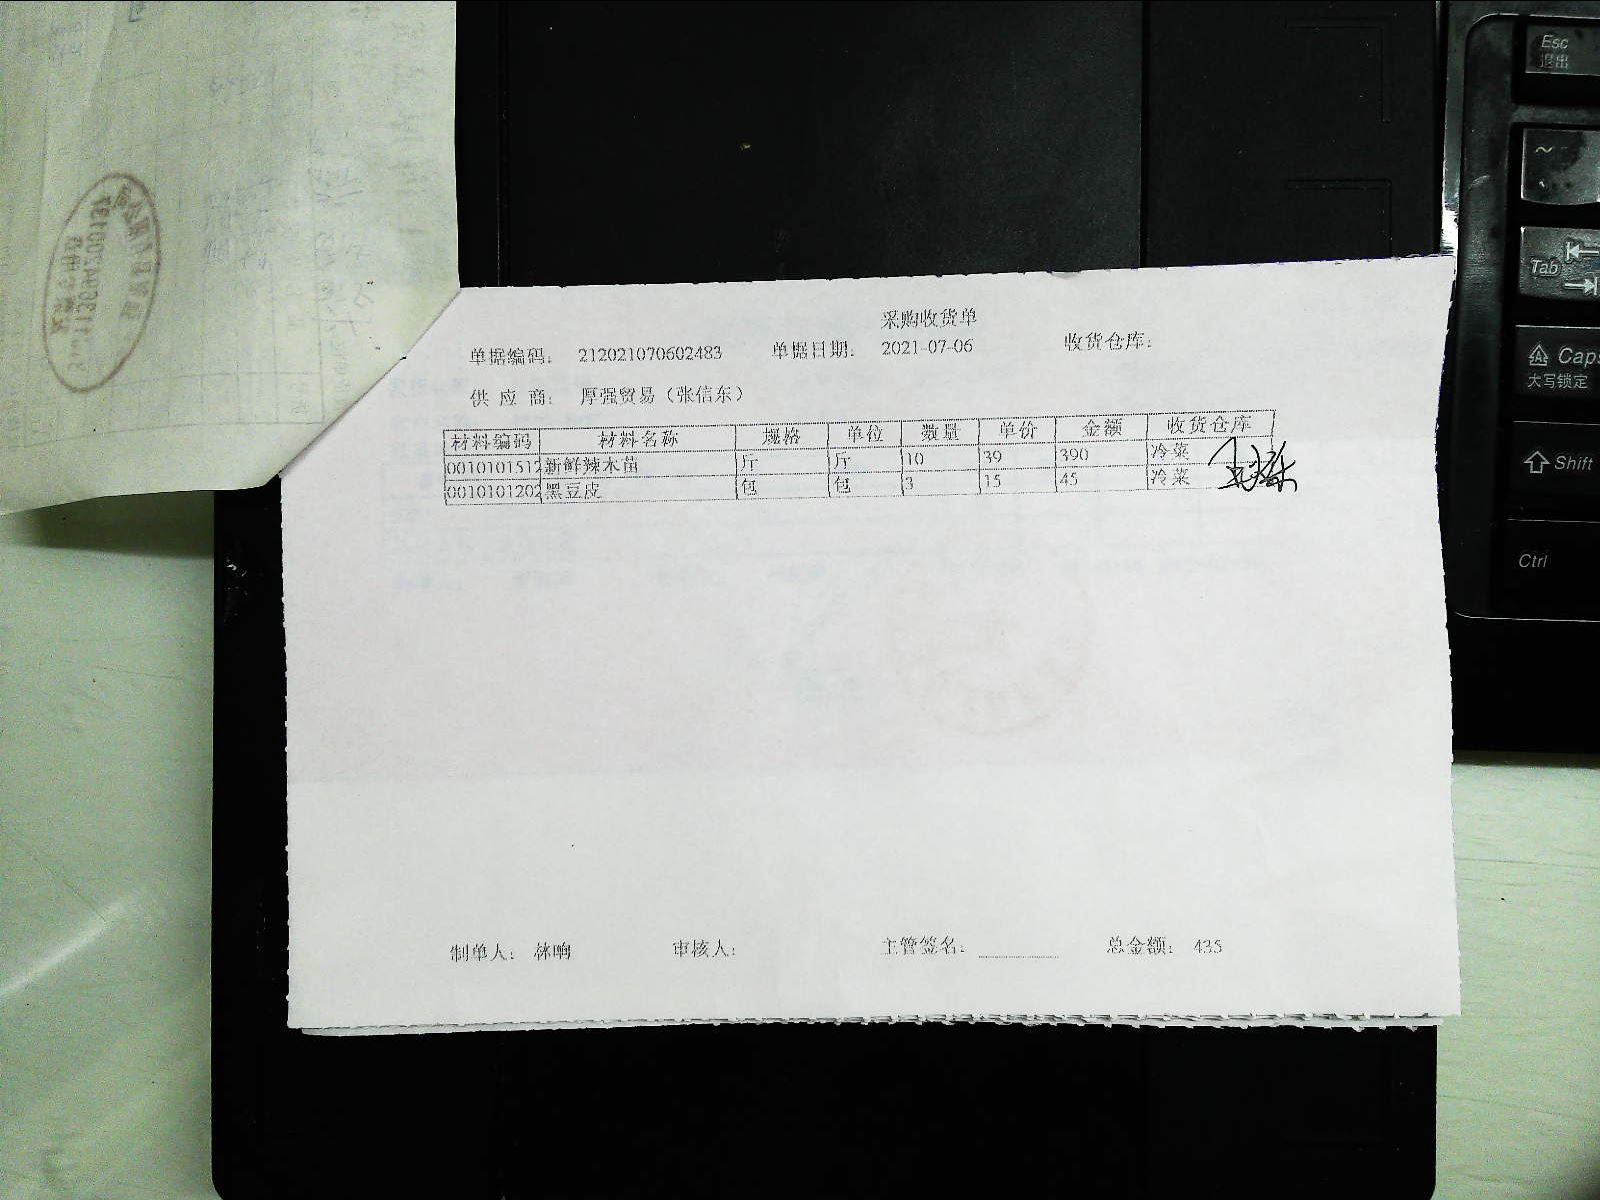 采购收货单
单据编码： 212021070602483 单据日期： 2021-07-06 收货仓库：
供应商： 厚强贸易（张信东）
材料编码 材料名称 规格 单位 数量 单价 金额 收货仓库
0010101512 新鲜辣木苗 斤 斤 10 39 390 冷菜
0010101202 黑豆皮 包 包 3 15 45 冷菜
制单人： 林鸣 审核人： 主管签名： 总金额： 435
Esc
退出
~
Tab
Caps
大写锁定
Shift
Ctrl